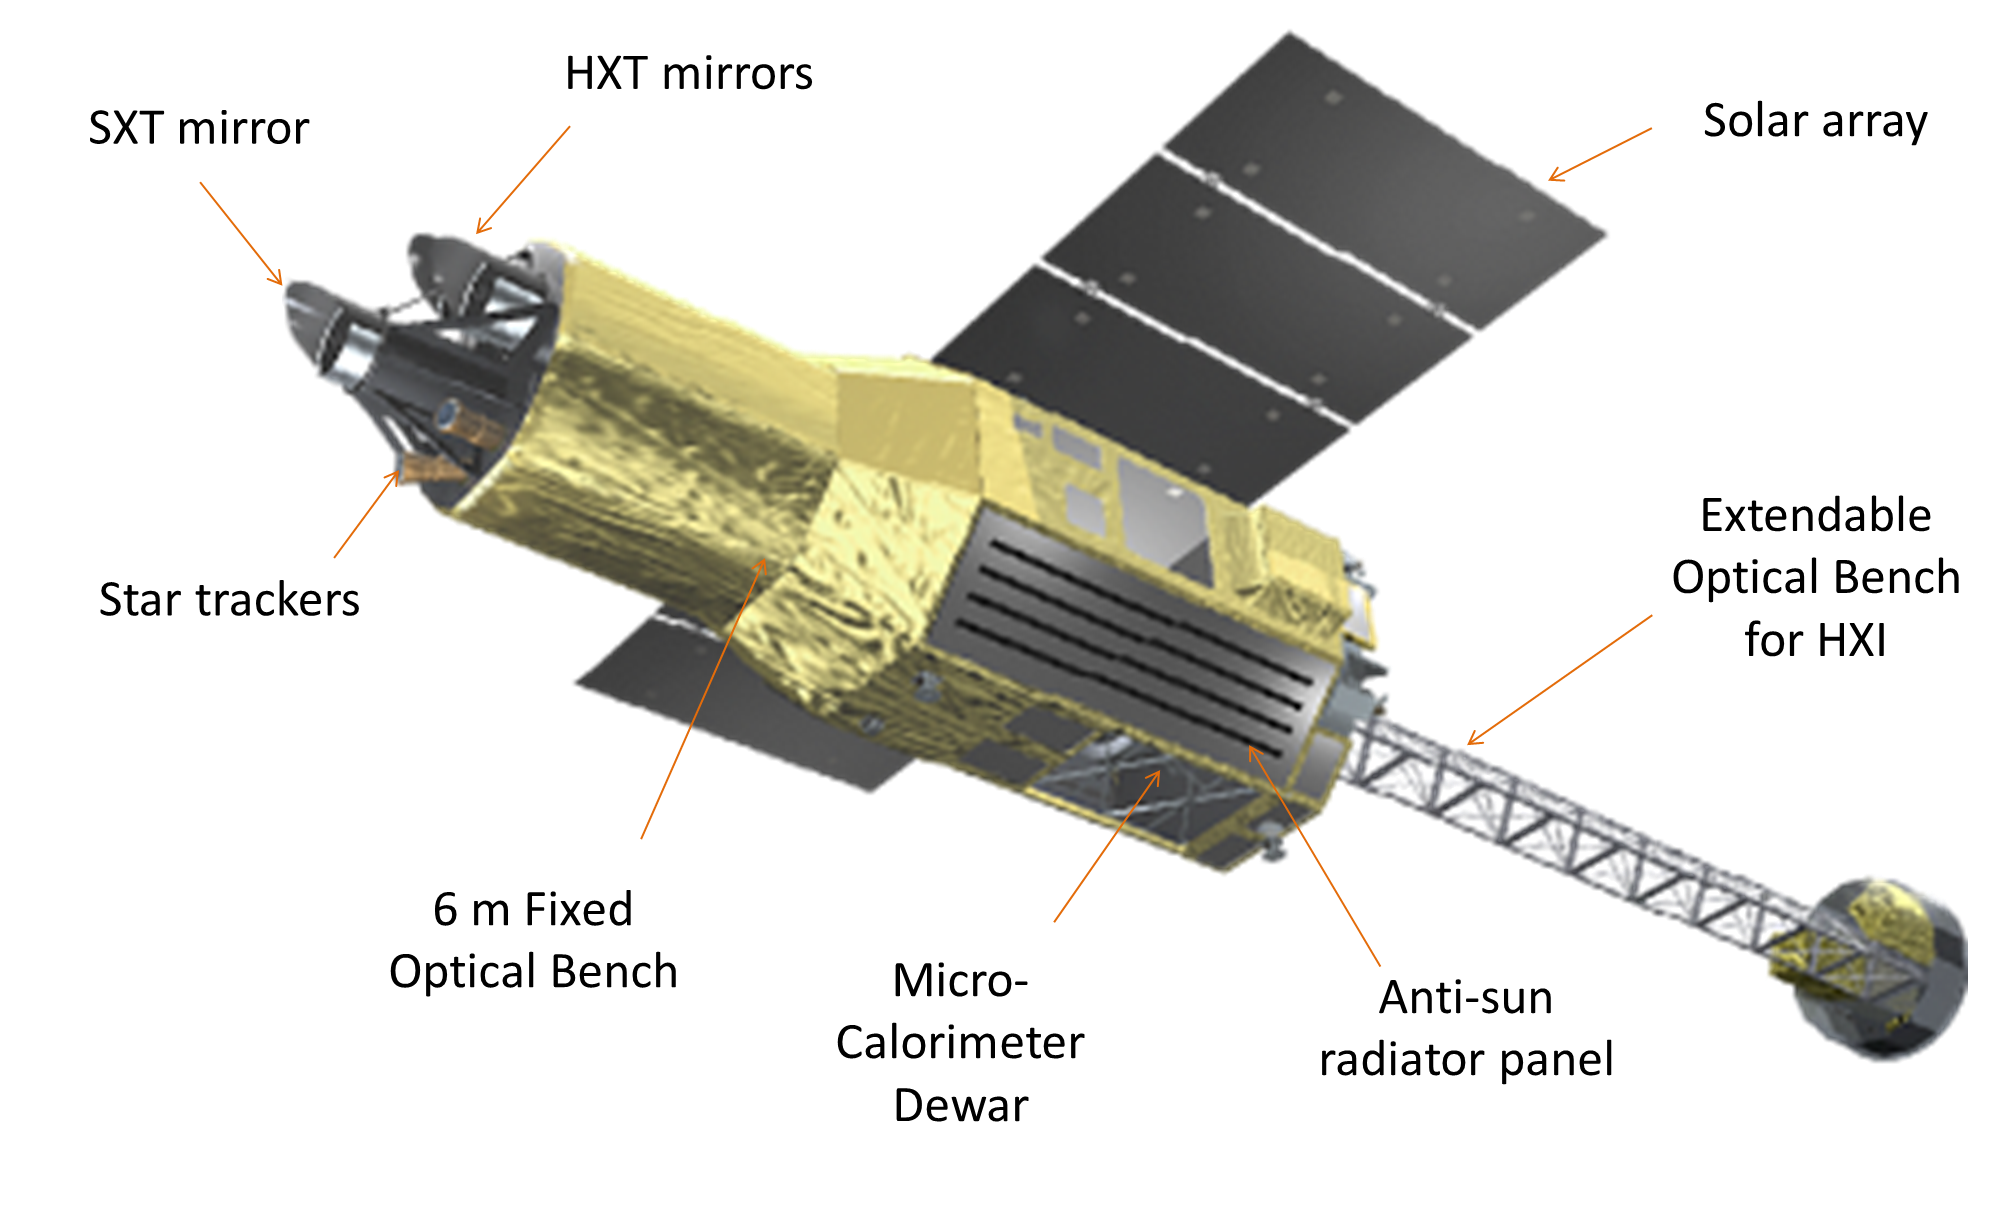 HXT mirrors
SXT mirror
Solar array
Star trackers
Extendable
Optical Bench
for HXI
6 m Fixed
Optical Bench
Micro-
Calorimeter
Dewar
Anti-sun
radiator panel